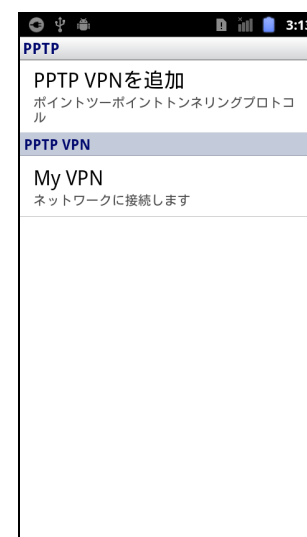 3:13
PPTP
PPTP VPNを追加
ポイントツーポイントトンネリングプロトコ
ル
PPTP VPN
My VPN
ネットワークに接続します